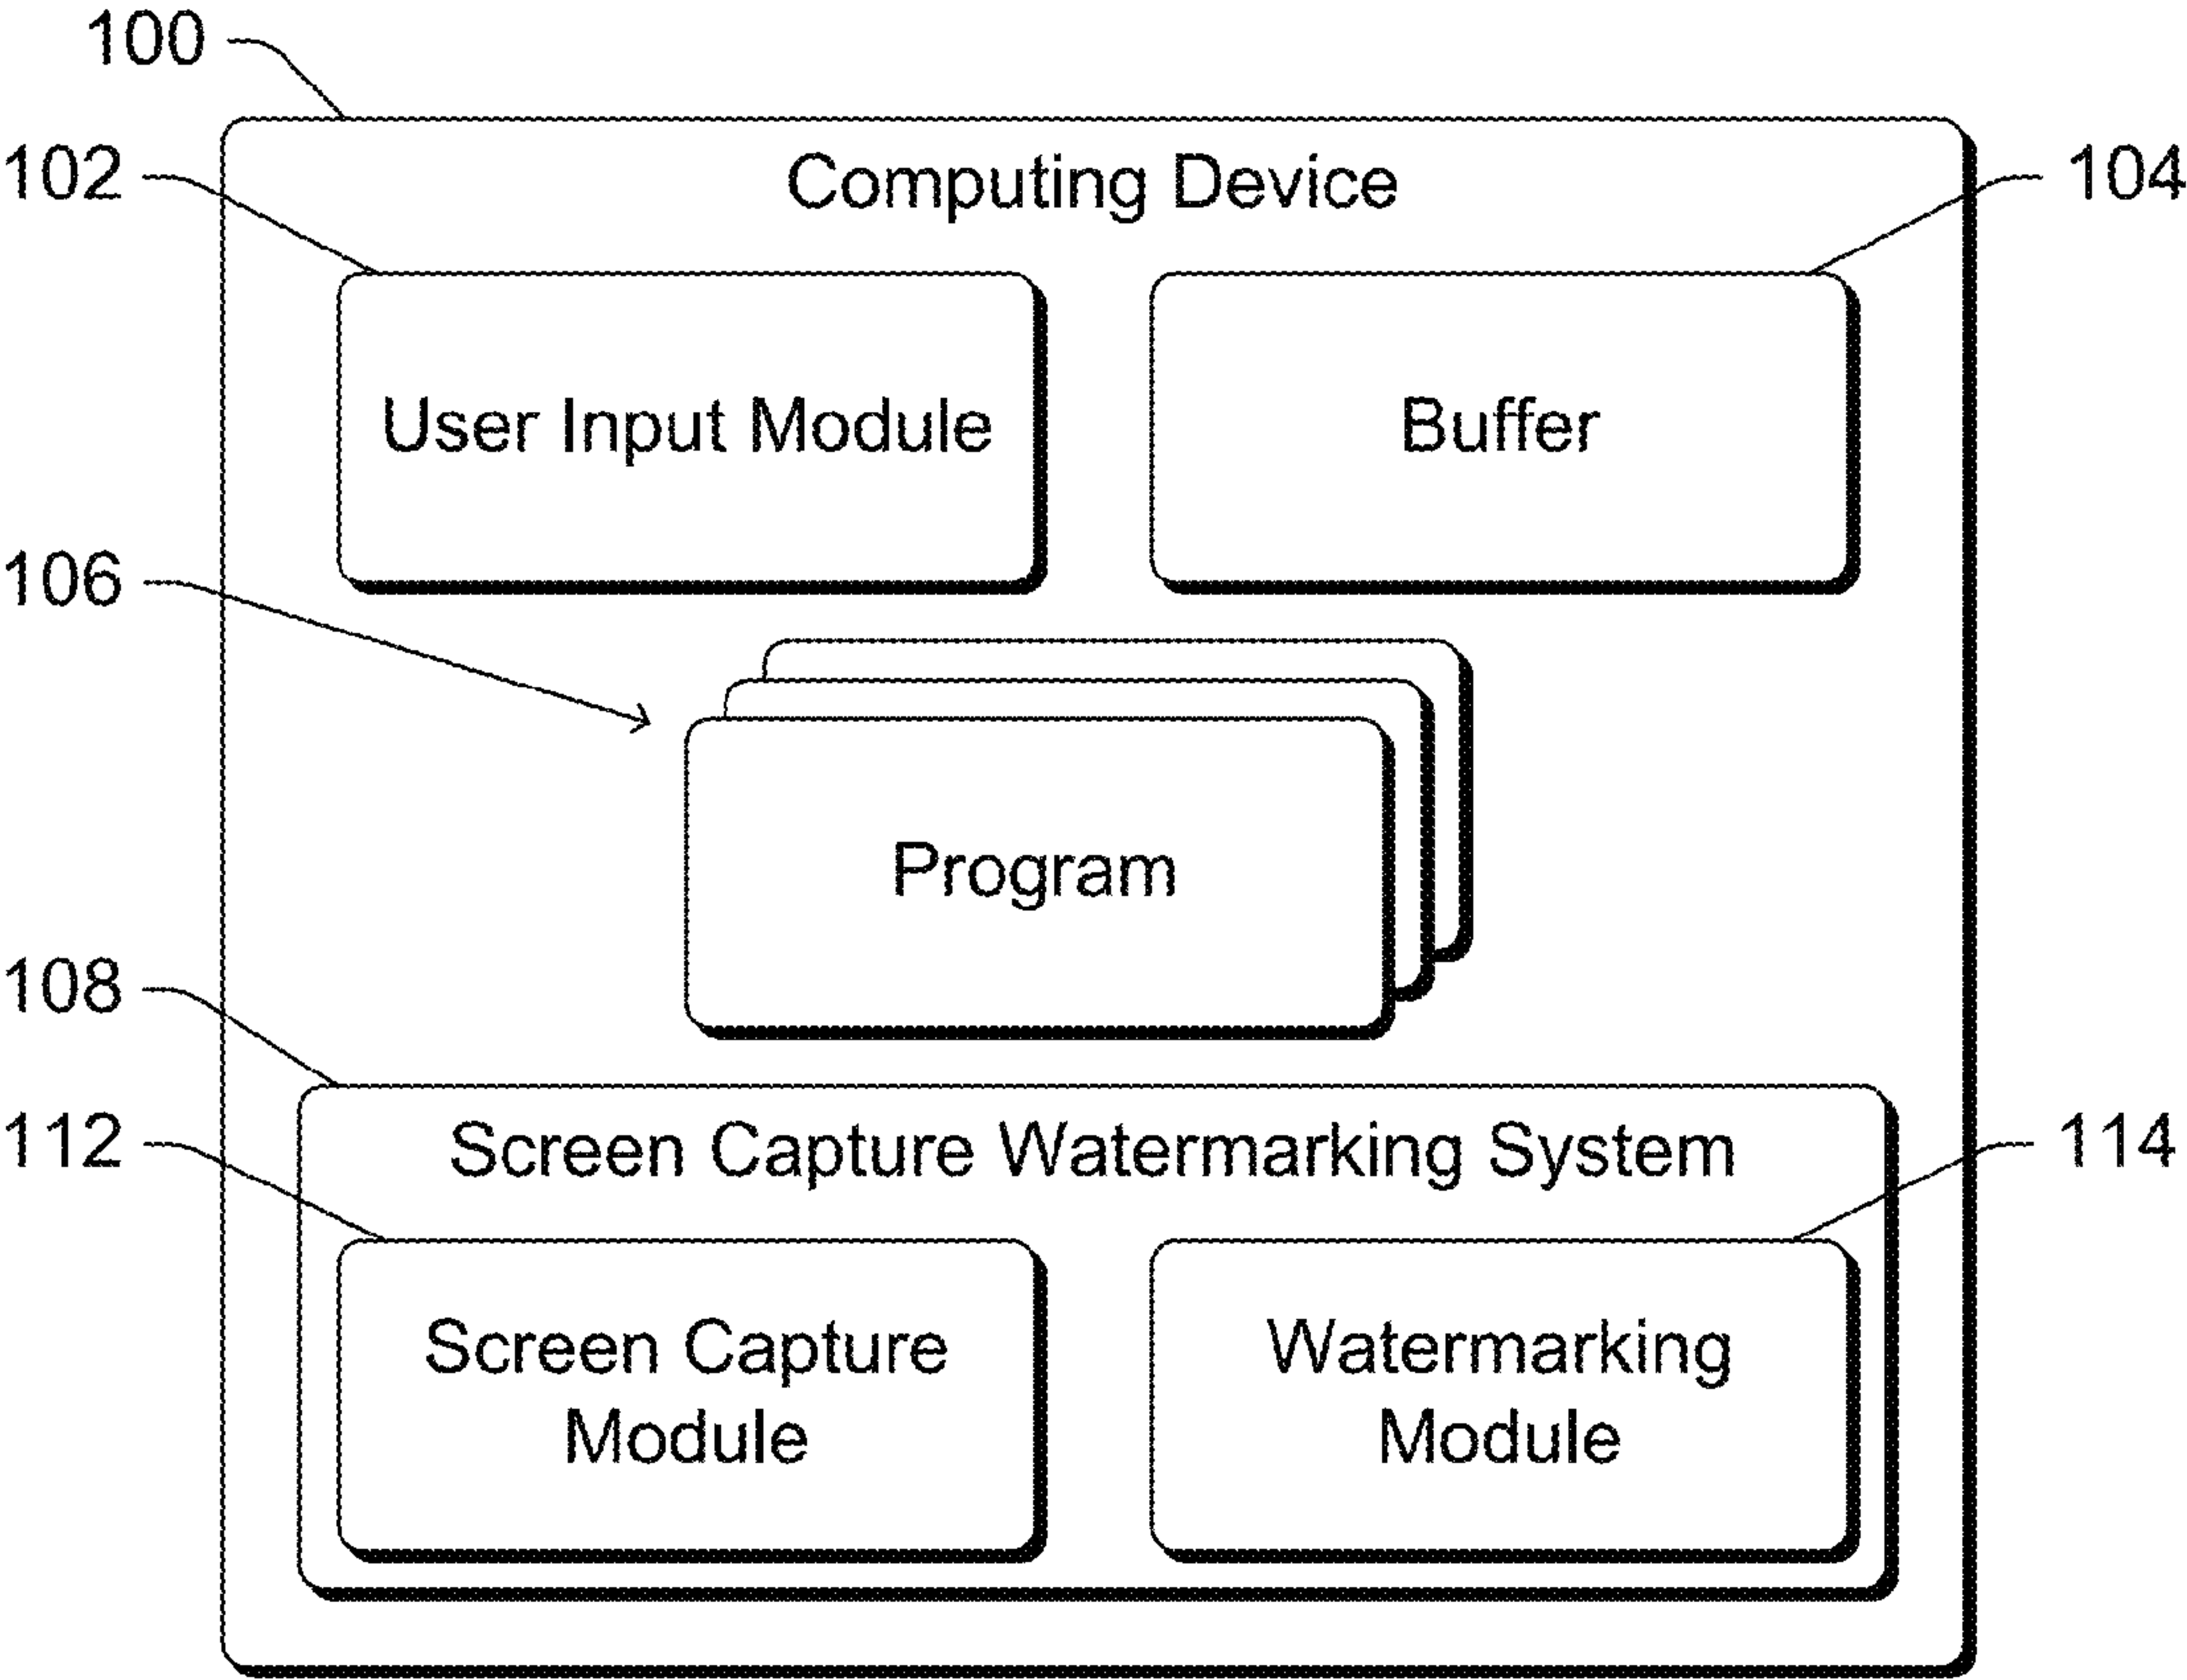 100
102
Computing Device
104
User Input Module
Buffer
106
Program
108
112
Screen Capture Watermarking System
114
Screen Capture
Module
Watermarking
Module